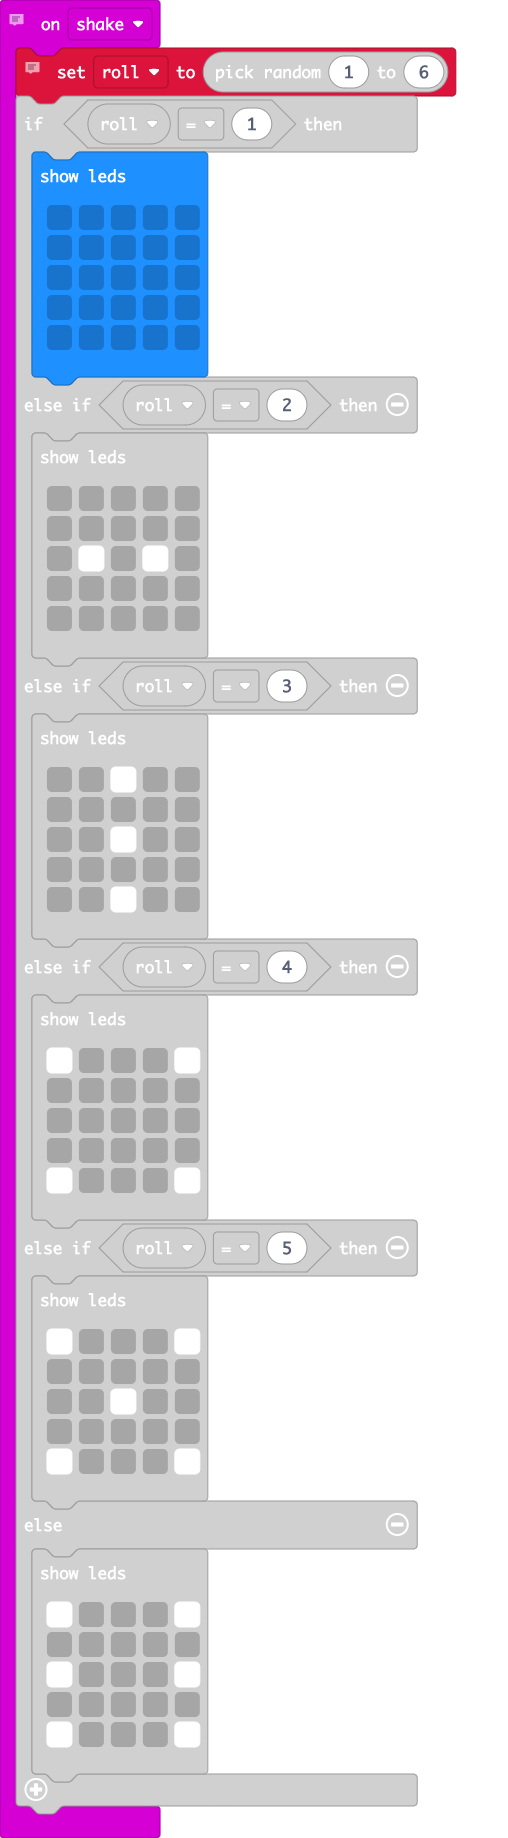 on shake
set roll to pick random 1 to 6
if roll = 1 then
show leds
else if roll = 2 then
show leds
else if roll = 3 then
show leds
else if roll = 4 then
show leds
else if roll = 5 then
show leds
else
show leds